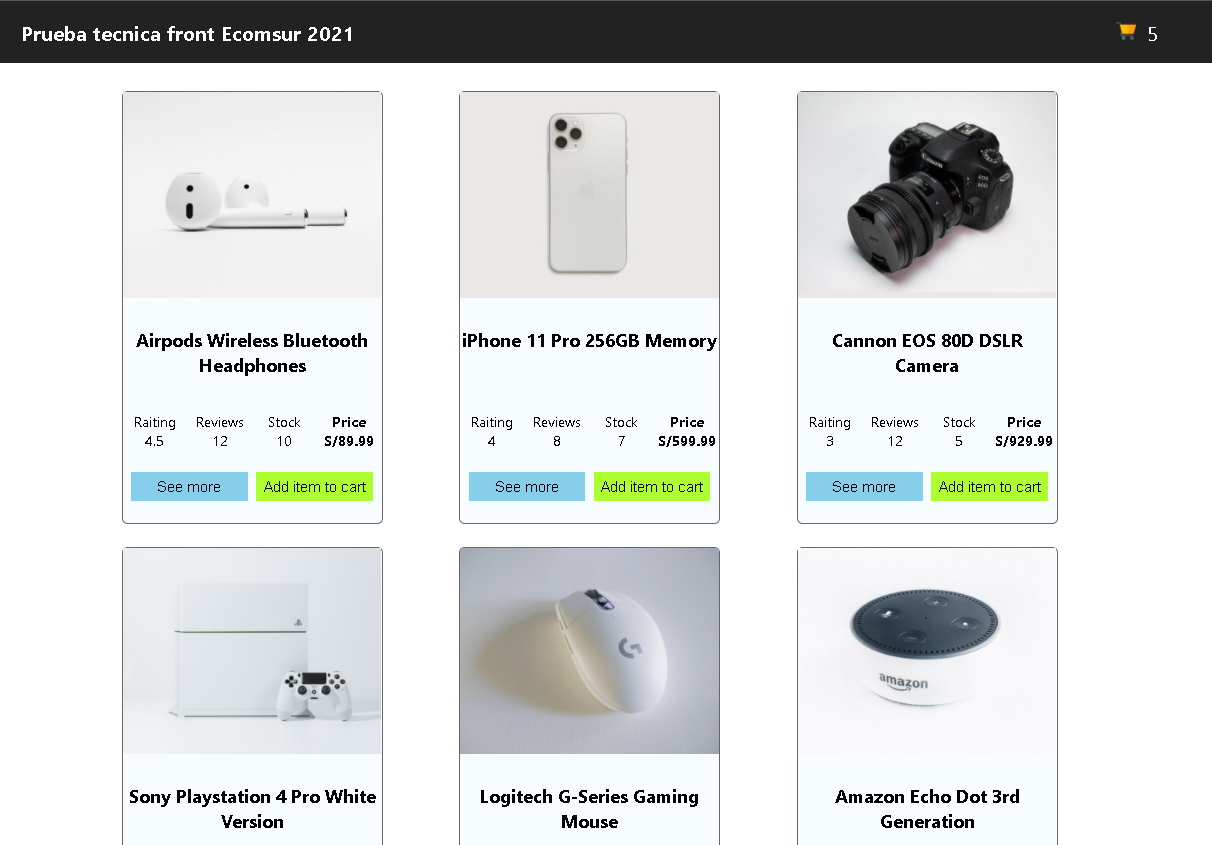 Prueba tecnica front Ecomsur 2021
5
Canon
EOS
80D
Airpods Wireless Bluetooth
Headphones
iPhone 11 Pro 256GB Memory
Cannon EOS 80D DSLR
Camera
Raiting Reviews Stock Price
4.5 12 10 S/89.99
Raiting Reviews Stock Price
4 8 7 S/599.99
Raiting Reviews Stock Price
3 12 5 S/929.99
See more Add item to cart
See more Add item to cart
See more Add item to cart
G
amazon
Sony Playstation 4 Pro White
Version
Logitech G-Series Gaming
Mouse
Amazon Echo Dot 3rd
Generation